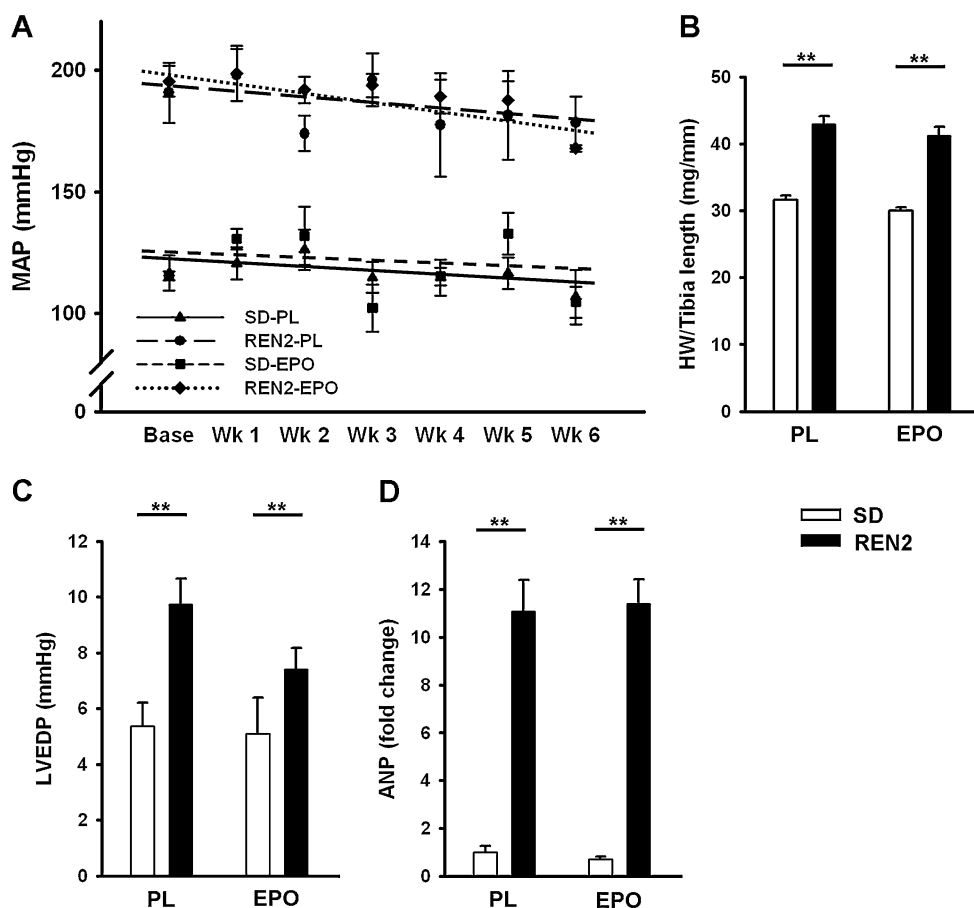 A
MAP (mmHg)
200
150
100
0
SD-PL
REN2-PL
SD-EPO
REN2-EPO
Base Wk 1 Wk 2 Wk 3 Wk 4 Wk 5 Wk 6
B
HW/Tibia length (mg/mm)
** **
50
40
30
20
10
0
PL EPO
C
LVEDP (mmHg)
** **
12
10
8
6
4
2
0
PL EPO
D
ANP (fold change)
** **
14
12
10
8
6
4
2
0
PL EPO
SD
REN2